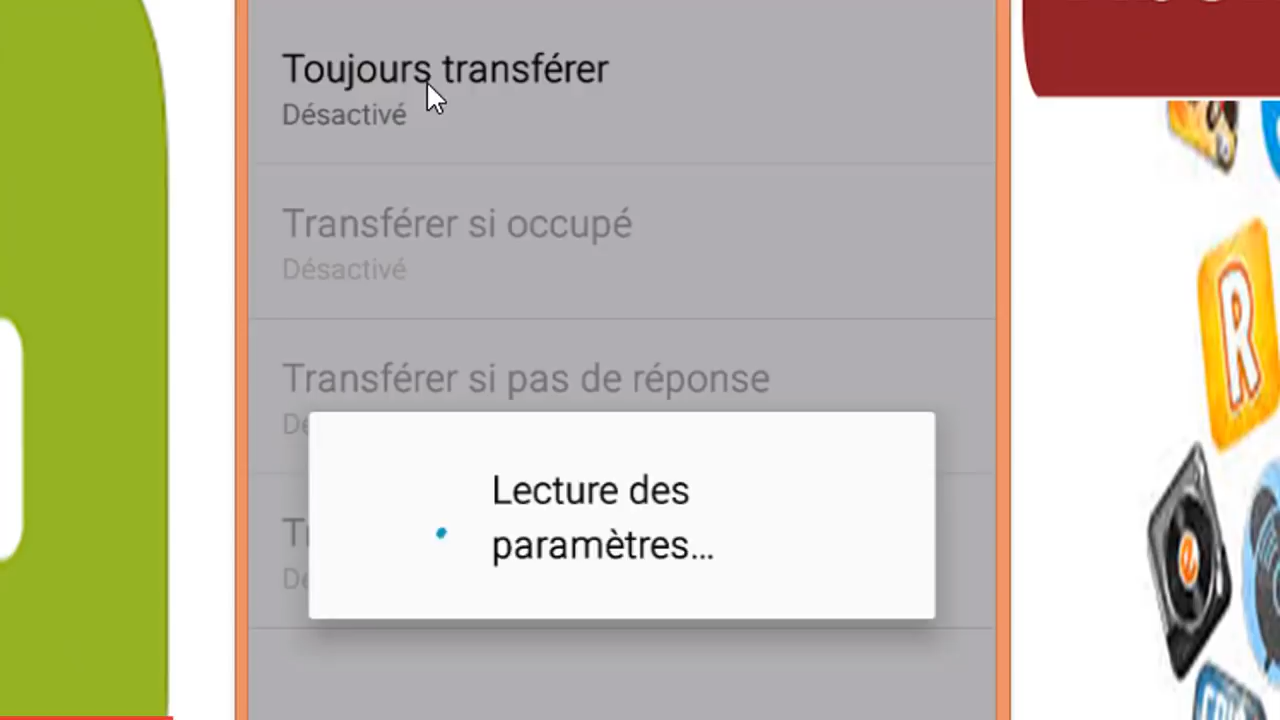 Toujours transférer
Désactivé
Transférer si occupé
Désactivé
Transférer si pas de réponse
Lecture des
paramètres...
R